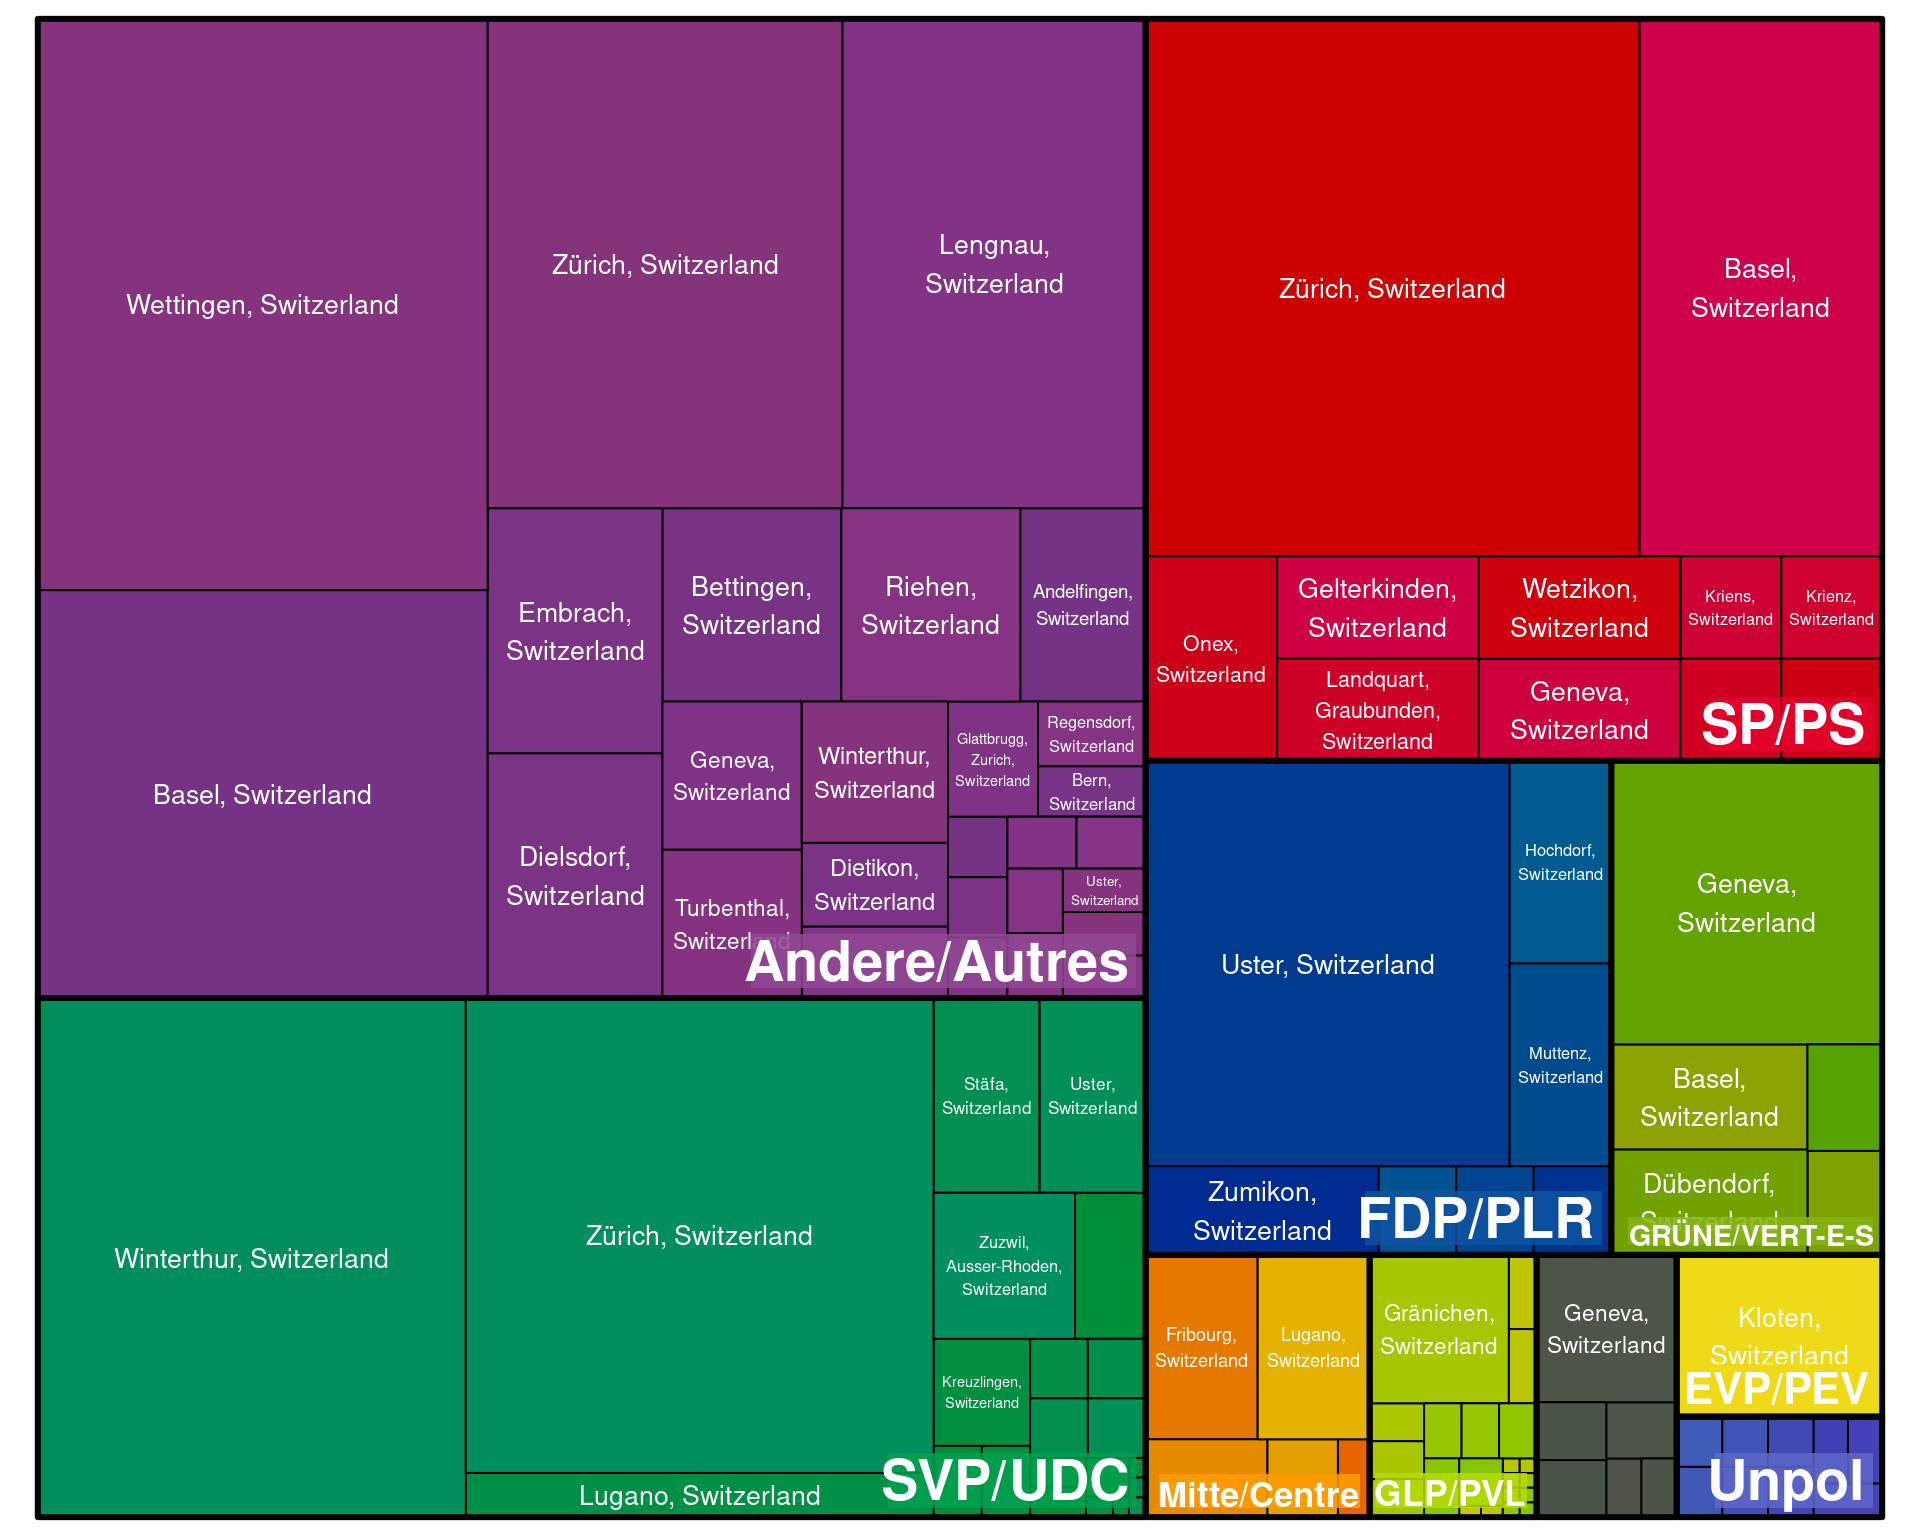 Wettingen, Switzerland
Zürich, Switzerland
Lengnau,
Switzerland
Basel, Switzerland
Embrach,
Switzerland
Bettingen,
Switzerland
Riehen,
Switzerland
Andelfingen,
Switzerland
Dielsdorf,
Switzerland
Geneva,
Switzerland
Winterthur,
Switzerland
Glattbrugg,
Zurich,
Switzerland
Regensdorf,
Switzerland
Bern,
Switzerland
Turbenthal,
Switzerland
Dietikon,
Switzerland
Uster,
Switzerland
Andere/Autres
Zürich, Switzerland
Basel,
Switzerland
Onex,
Switzerland
Gelterkinden,
Switzerland
Wetzikon,
Switzerland
Kriens,
Switzerland
Krienz,
Switzerland
Landquart,
Graubunden,
Switzerland
Geneva,
Switzerland
SP/PS
Winterthur, Switzerland
Zürich, Switzerland
Lugano, Switzerland
Stäfa,
Switzerland
Uster,
Switzerland
Zuzwil,
Ausser-Rhoden,
Switzerland
Kreuzlingen,
Switzerland
SVP/UDC
Uster, Switzerland
Hochdorf,
Switzerland
Muttenz,
Switzerland
Zumikon,
Switzerland
FDP/PLR
Geneva,
Switzerland
Basel,
Switzerland
Dübendorf,
Switzerland
GRÜNE/VERT-E-S
Fribourg,
Switzerland
Lugano,
Switzerland
Mitte/Centre
Gränichen,
Switzerland
GLP/PVL
Geneva,
Switzerland
Kloten,
Switzerland
EVP/PEV
Unpol